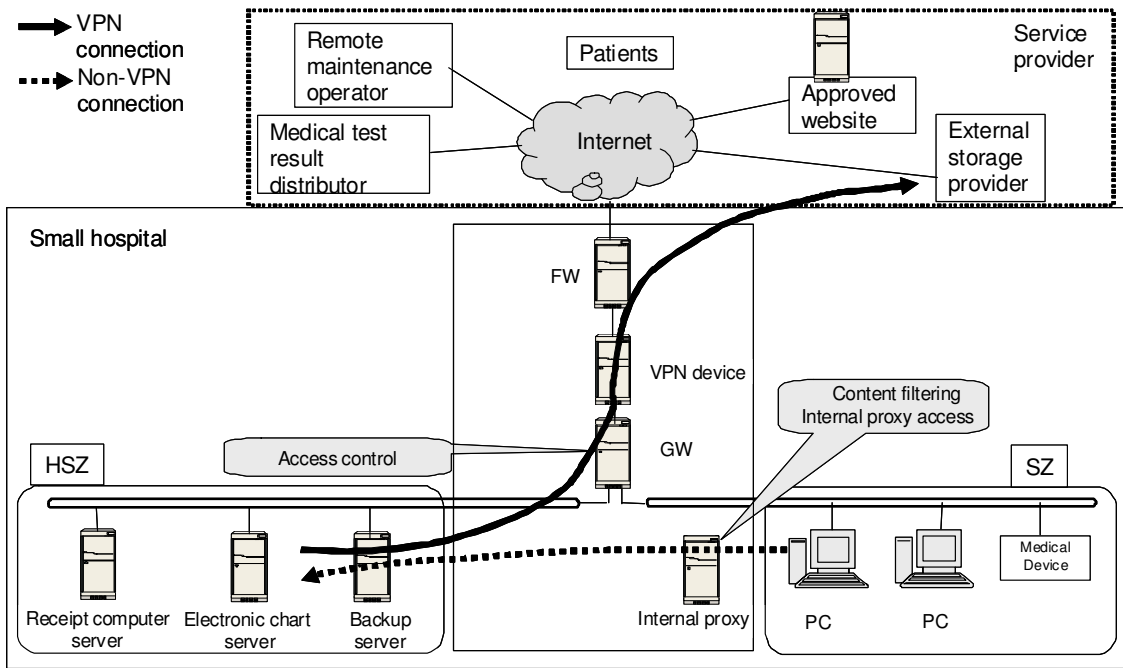 VPN
connection
Non-VPN
connection
Remote
maintenance
operator
Patients
Service
provider
Approved
website
Medical test
result
distributor
Internet
External
storage
provider
Small hospital
FW
VPN device
Content filtering
Internal proxy access
Access control
GW
HSZ
SZ
Medical
Device
Receipt computer
server
Electronic chart
server
Backup
server
Internal proxy
PC
PC